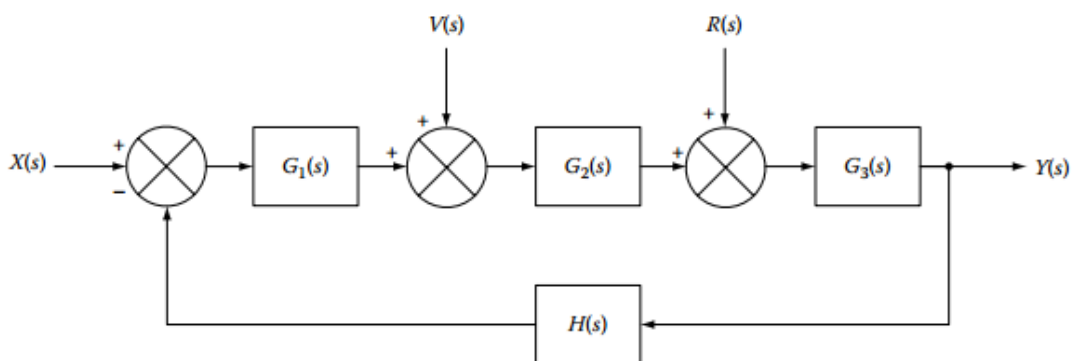 V(s) R(s)
+ +
X(s) + G₁(s) + G₂(s) + G₃(s) Y(s)
−
H(s)